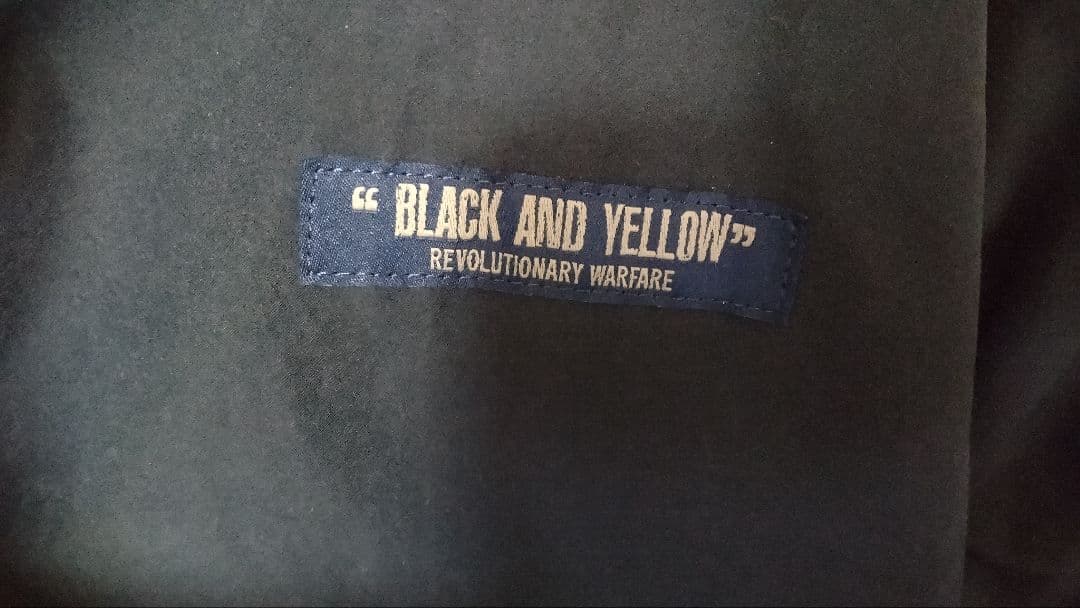 “ BLACK AND YELLOW”
REVOLUTIONARY WARFARE